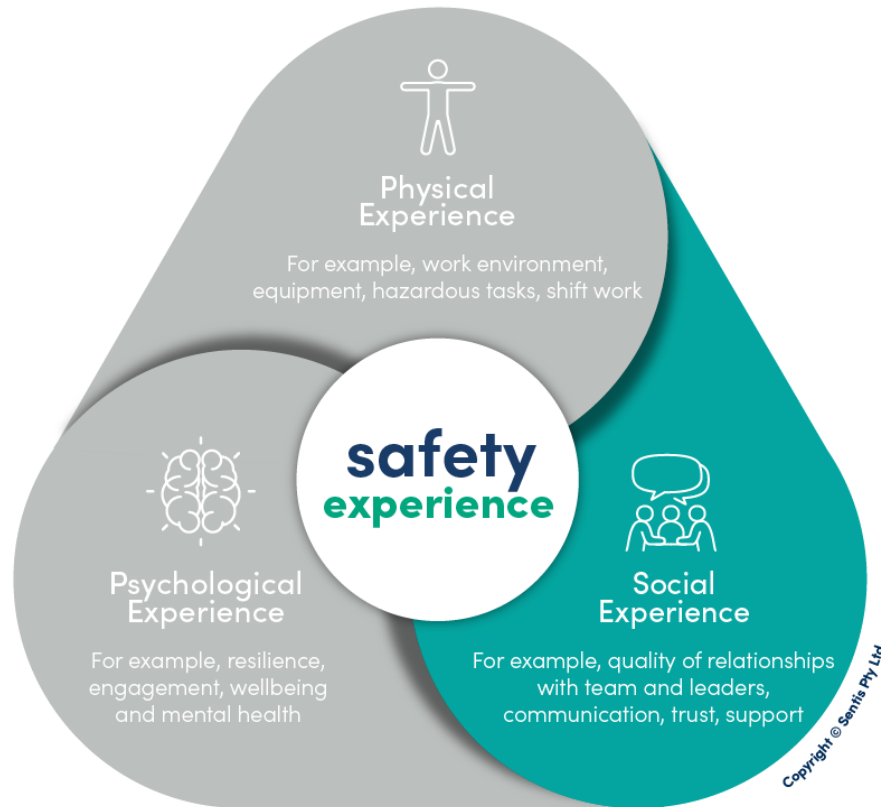 Physical
Experience
For example, work environment,
equipment, hazardous tasks, shift work
safety
experience
Psychological
Experience
For example, resilience,
engagement, wellbeing
and mental health
Social
Experience
For example, quality of relationships
with team and leaders,
communication, trust, support
Copyright © Sentis Pty Ltd